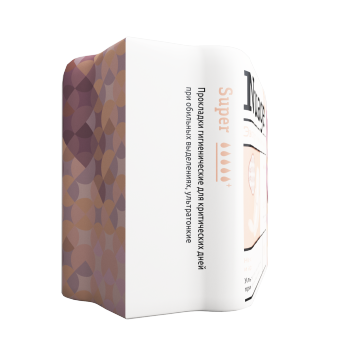 Super
Прокладки гигиенические для критических дней
при обильных выделениях, ультратонкие